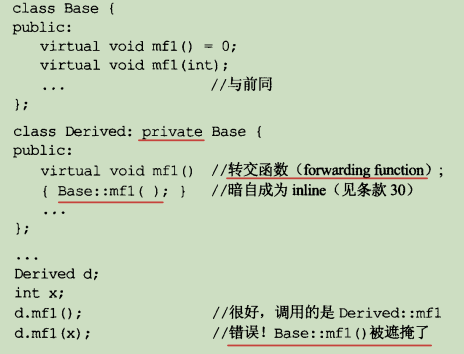 class Base {
public:
    virtual void mf1() = 0;
    virtual void mf1(int);
    ...                //与前同
};
class Derived: private Base {
public:
    virtual void mf1()  //转交函数（forwarding function）;
    { Base::mf1( ); }   //暗自成为 inline（见条款 30）
    ...
};
...
Derived d;
int x;
d.mf1();                //很好，调用的是 Derived::mf1
d.mf1(x);               //错误！Base::mf1()被遮掩了